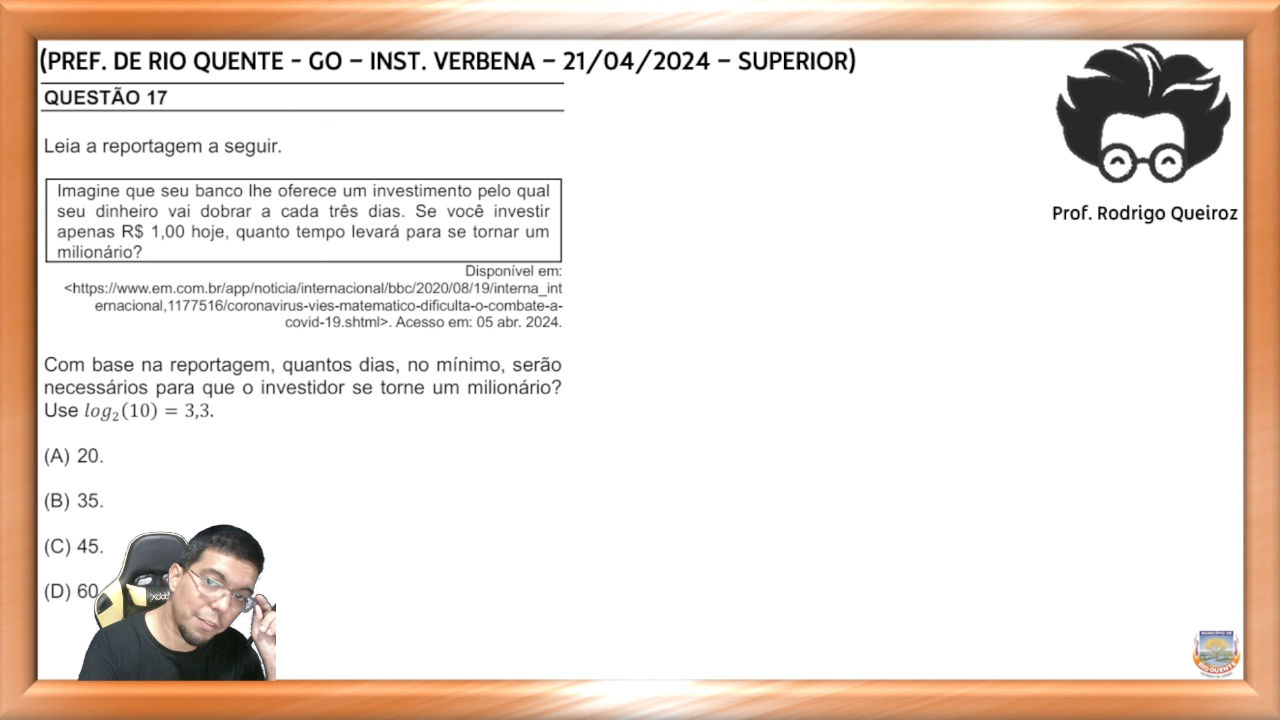 (PREF. DE RIO QUENTE - GO – INST. VERBENA – 21/04/2024 – SUPERIOR)
QUESTÃO 17
Leia a reportagem a seguir.
Imagine que seu banco lhe oferece um investimento pelo qual
seu dinheiro vai dobrar a cada três dias. Se você investir
apenas R$ 1,00 hoje, quanto tempo levará para se tornar um
milionário?
Disponível em:
<https://www.em.com.br/app/noticia/internacional/bbc/2020/08/19/interna_int
ernacional,1177516/coronavirus-vies-matematico-dificulta-o-combate-a-
covid-19.shtml>. Acesso em: 05 abr. 2024.
Com base na reportagem, quantos dias, no mínimo, serão
necessários para que o investidor se torne um milionário?
Use log₂(10) = 3,3.
(A) 20.
(B) 35.
(C) 45.
(D) 60
Prof. Rodrigo Queiroz
MUNICÍPIO DE
RIO QUENTE